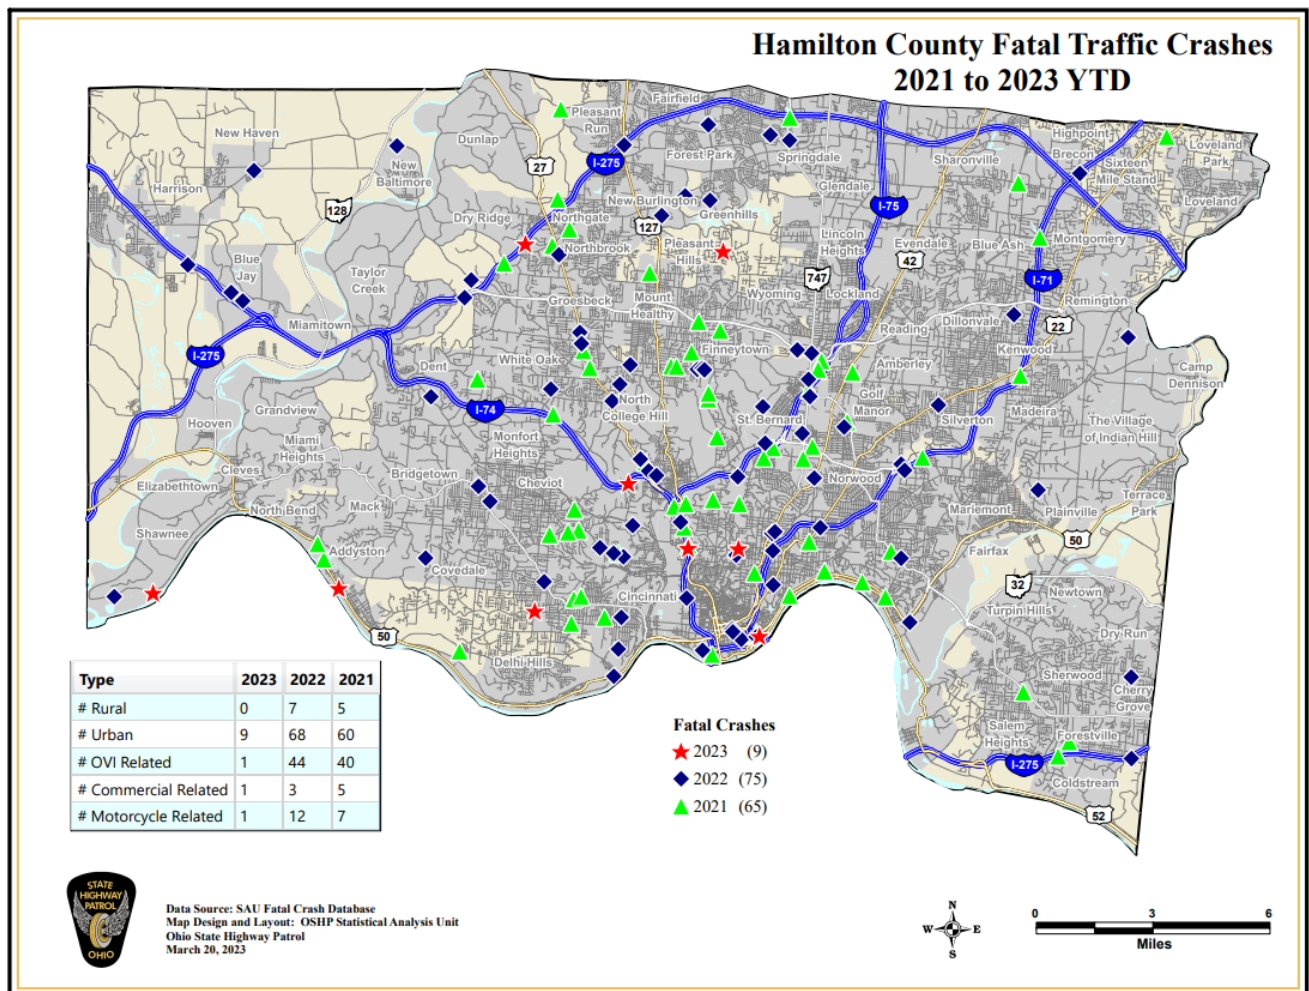 Hamilton County Fatal Traffic Crashes
2021 to 2023 YTD
Fairfield
Pleasant
Run
New Haven
Dunlap
Highpoint
Loveland
Park
Brecon
Sixteen
Mile Stand
Loveland
27
I-275
Forest Park
Springdale
Sharonville
New
Baltimore
Harrison
Glendale
128
New Burlington
I-75
Dry Ridge
Northgate
Greenhills
127
Northbrook
Pleasant
Hills
Lincoln
Heights
Evendale
42
Blue Ash
Montgomery
Blue
Jay
Taylor
Creek
747
I-71
Groesbeck
Mount
Healthy
Wyoming
Lockland
Remington
Miamitown
Reading
Dillonvale
22
I-275
White Oak
Finneytown
Kenwood
Dent
Amberley
Camp
Dennison
Golf
Manor
North
College Hill
Grandview
I-74
St. Bernard
Silverton
Madeira
The Village
of Indian Hill
Hooven
Miami
Heights
Monfort
Heights
Cleves
Bridgetown
Cheviot
Norwood
Elizabethtown
Terrace
Park
North Bend
Mack
Mariemont
Plainville
Shawnee
Addyston
50
Fairfax
Covedale
32
Newtown
Cincinnati
Turpin Hills
50
Dry Run
Delhi Hills
Sherwood
Cherry
Grove
Salem
Heights
Forestville
I-275
Coldstream
52
Type 2023 2022 2021
# Rural 0 7 5
# Urban 9 68 60
# OVI Related 1 44 40
# Commercial Related 1 3 5
# Motorcycle Related 1 12 7
Fatal Crashes
2023 (9)
2022 (75)
2021 (65)
STATE
HIGHWAY
PATROL
OHIO
Data Source: SAU Fatal Crash Database
Map Design and Layout: OSHP Statistical Analysis Unit
Ohio State Highway Patrol
March 20, 2023
N
W E
S
0 3 6
Miles